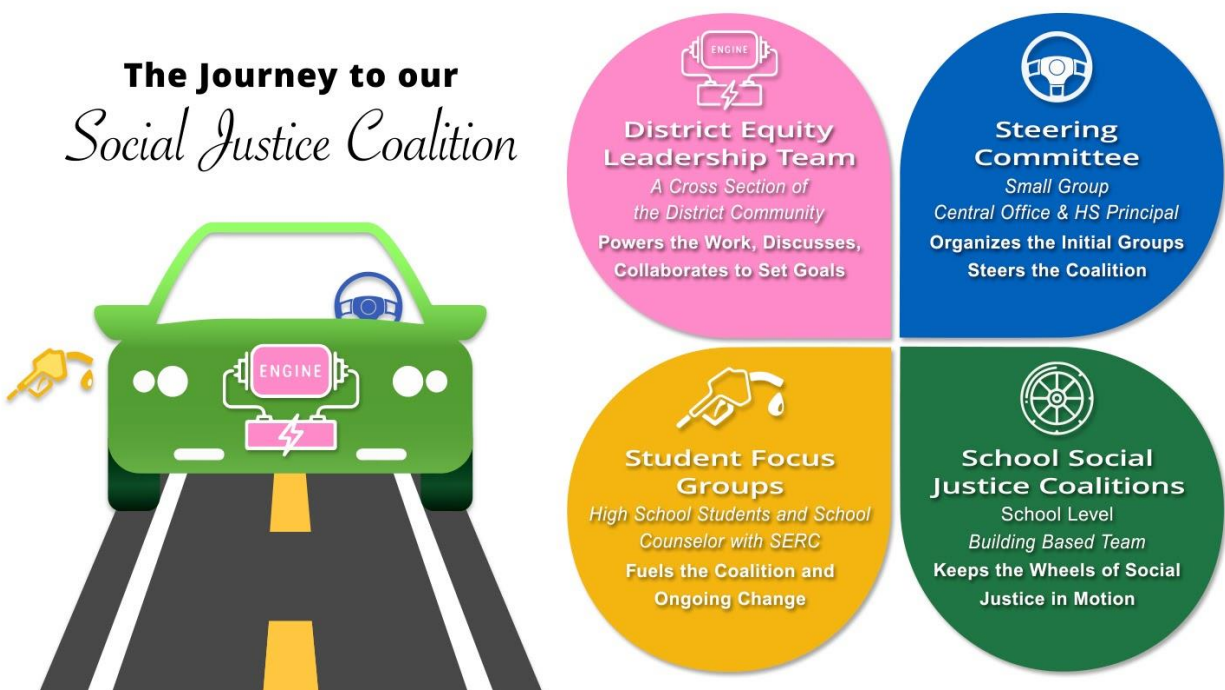 The Journey to our
Social Justice Coalition
ENGINE
ENGINE
District Equity
Leadership Team
A Cross Section of
the District Community
Powers the Work, Discusses,
Collaborates to Set Goals
Steering
Committee
Small Group
Central Office & HS Principal
Organizes the Initial Groups
Steers the Coalition
Student Focus
Groups
High School Students and School
Counselor with SERC
Fuels the Coalition and
Ongoing Change
School Social
Justice Coalitions
School Level
Building Based Team
Keeps the Wheels of Social
Justice in Motion